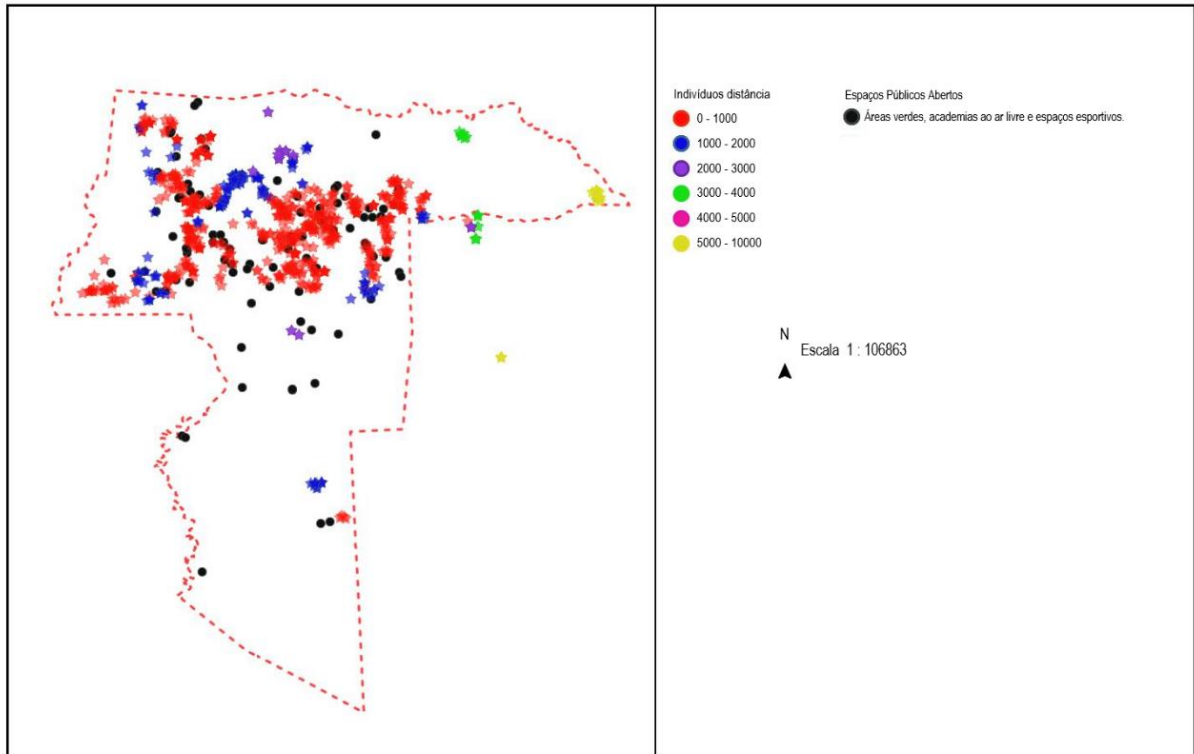 Indivíduos distância
0 - 1000
1000 - 2000
2000 - 3000
3000 - 4000
4000 - 5000
5000 - 10000
Espaços Públicos Abertos
Áreas verdes, academias ao ar livre e espaços esportivos.
N
Escala 1 : 106863